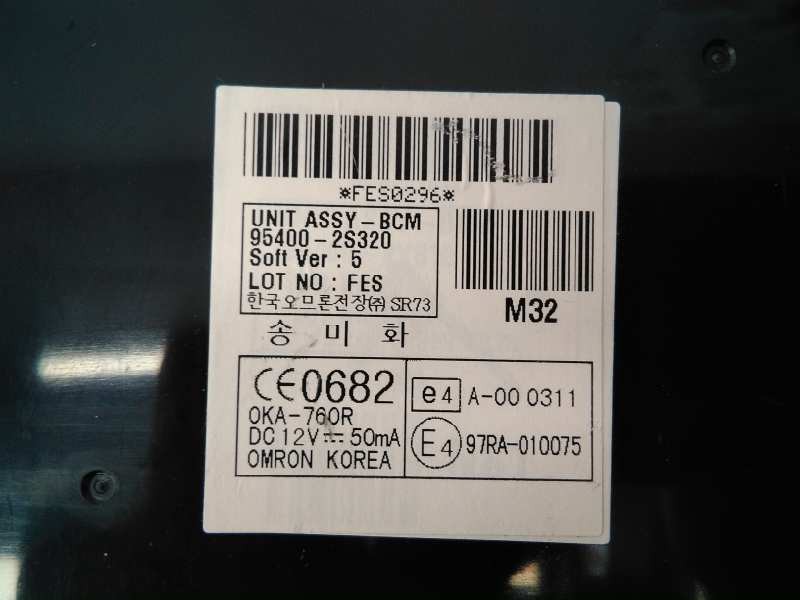 *FES0296*
UNIT ASSY-BCM
95400-2S320
Soft Ver : 5
LOT NO : FES
한국오므론전장(주) SR73
M32
송 미 화
CE0682
OKA-760R
DC 12V⎓50mA
OMRON KOREA
e4 A-00 0311
E4 97RA-010075